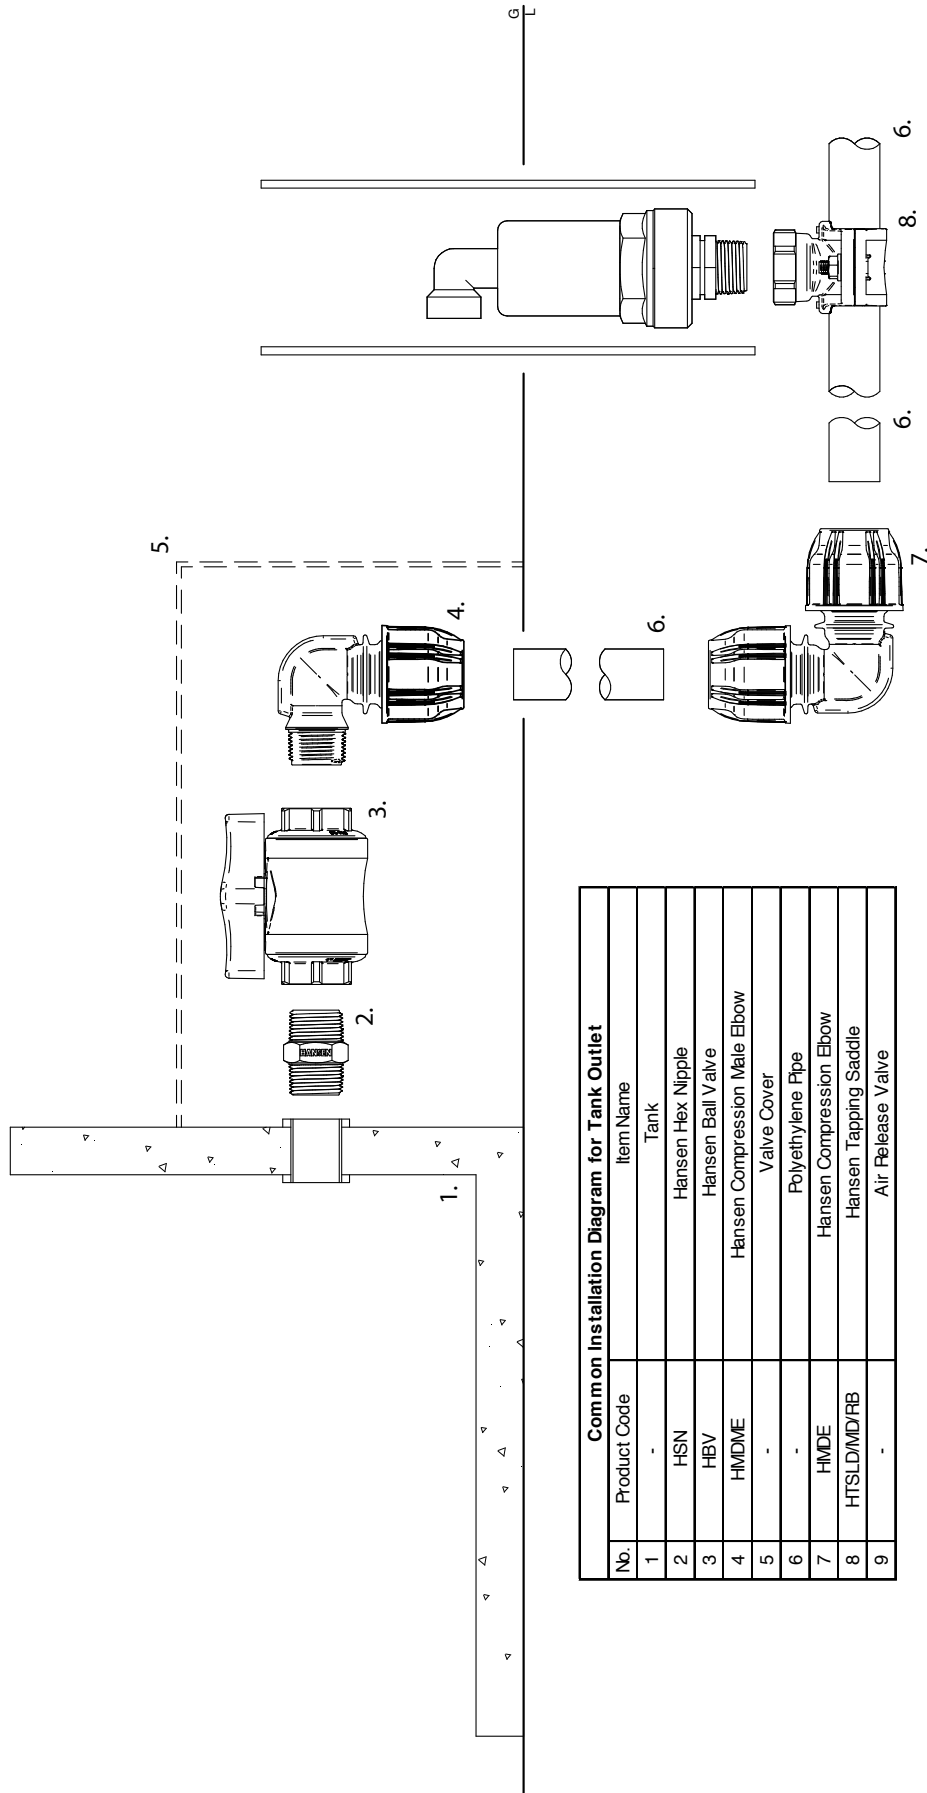 G
L
5.
4.
3.
2.
1.
6.
6.
6.
7.
8.
HANSEN
Common Installation Diagram for Tank Outlet
No. Product Code Item Name
1 - Tank
2 HSN Hansen Hex Nipple
3 HBV Hansen Ball Valve
4 HMDME Hansen Compression Male Elbow
5 - Valve Cover
6 - Polyethylene Pipe
7 HMDE Hansen Compression Elbow
8 HTSLD/MD/RB Hansen Tapping Saddle
9 - Air Release Valve